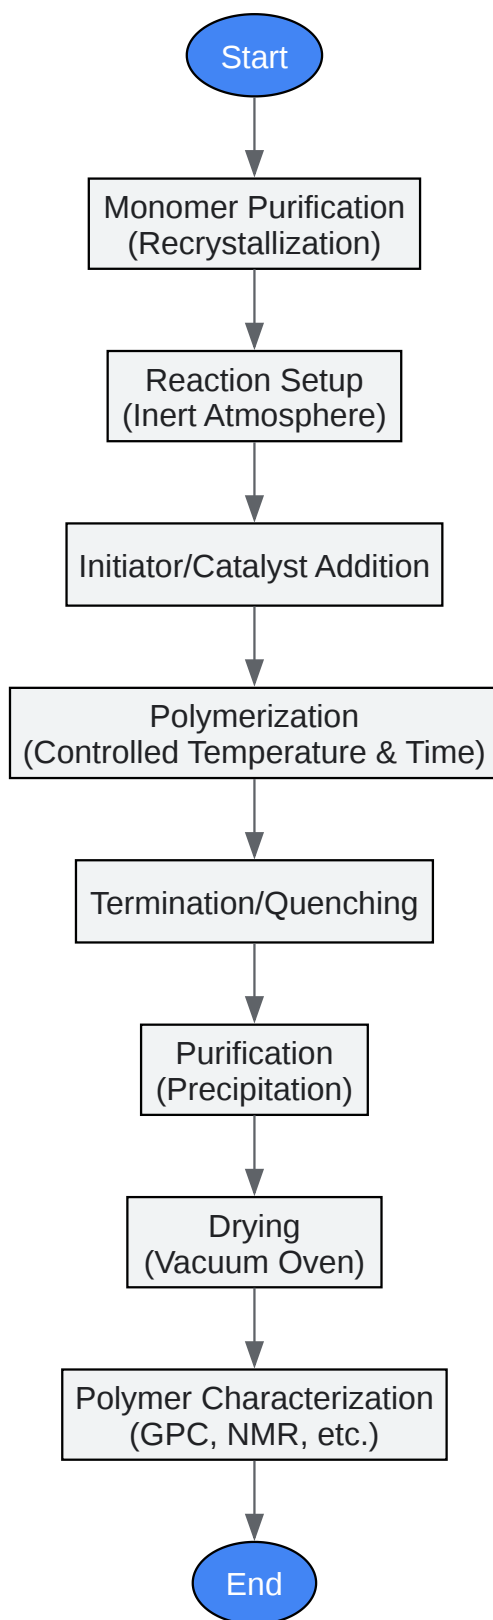 Start
Monomer Purification
(Recrystallization)
Reaction Setup
(Inert Atmosphere)
Initiator/Catalyst Addition
Polymerization
(Controlled Temperature & Time)
Termination/Quenching
Purification
(Precipitation)
Drying
(Vacuum Oven)
Polymer Characterization
(GPC, NMR, etc.)
End